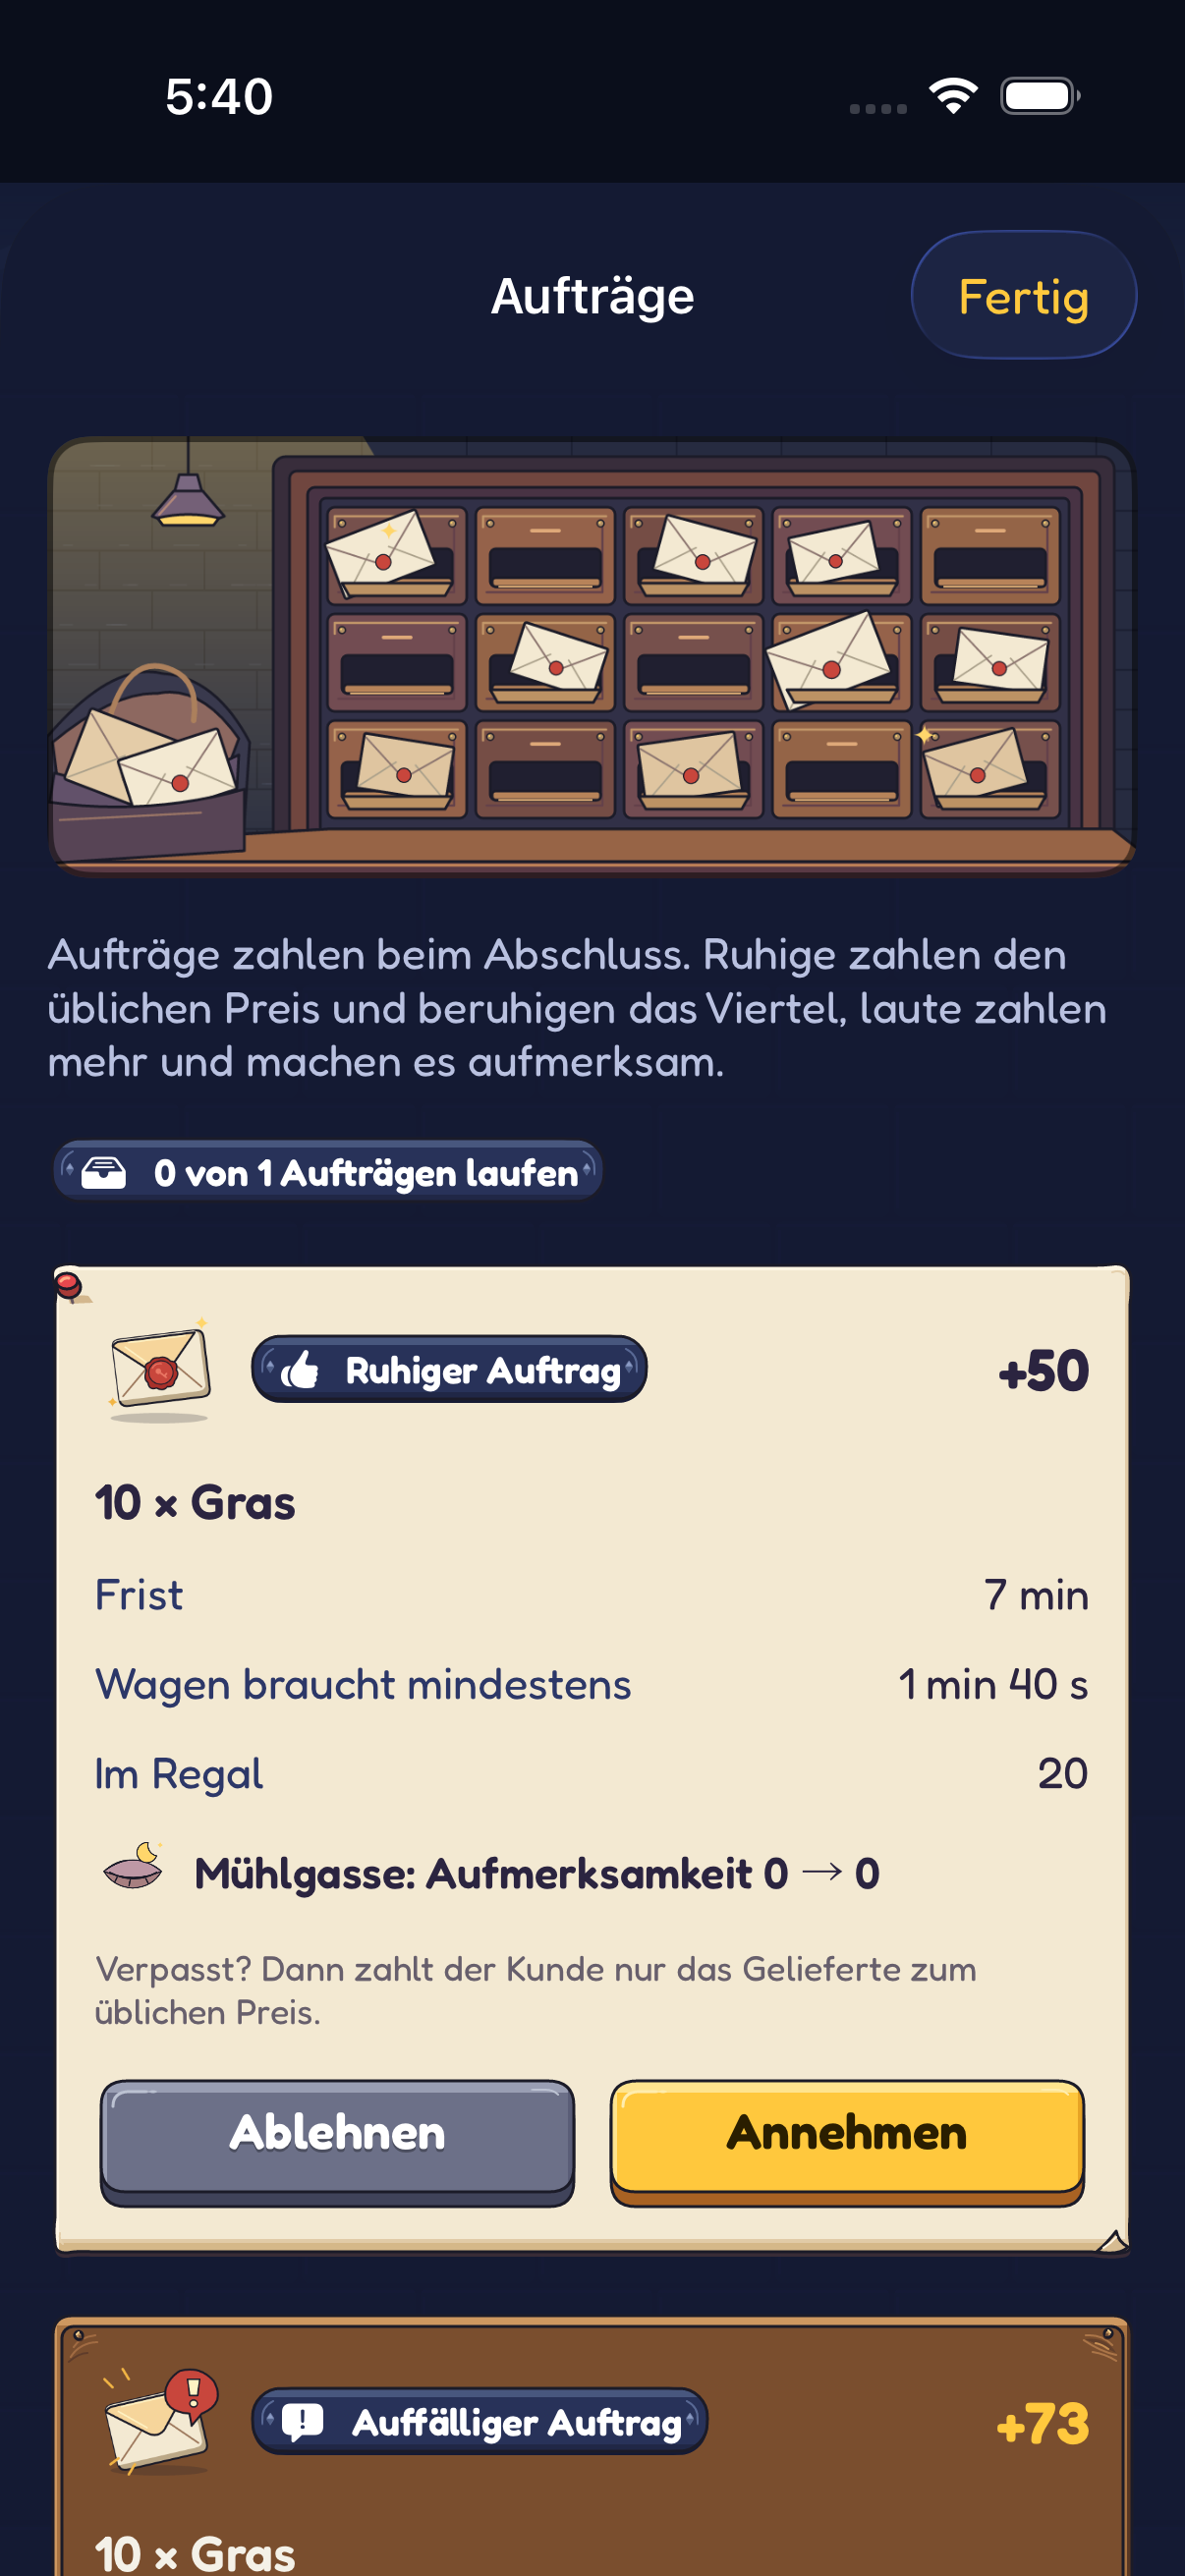 5:40
Aufträge
Fertig
Aufträge zahlen beim Abschluss. Ruhige zahlen den
üblichen Preis und beruhigen das Viertel, laute zahlen
mehr und machen es aufmerksam.
0 von 1 Aufträgen laufen
Ruhiger Auftrag
+50
10 × Gras
Frist 7 min
Wagen braucht mindestens 1 min 40 s
Im Regal 20
Mühlgasse: Aufmerksamkeit 0 → 0
Verpasst? Dann zahlt der Kunde nur das Gelieferte zum
üblichen Preis.
Ablehnen Annehmen
Auffälliger Auftrag
+73
10 × Gras